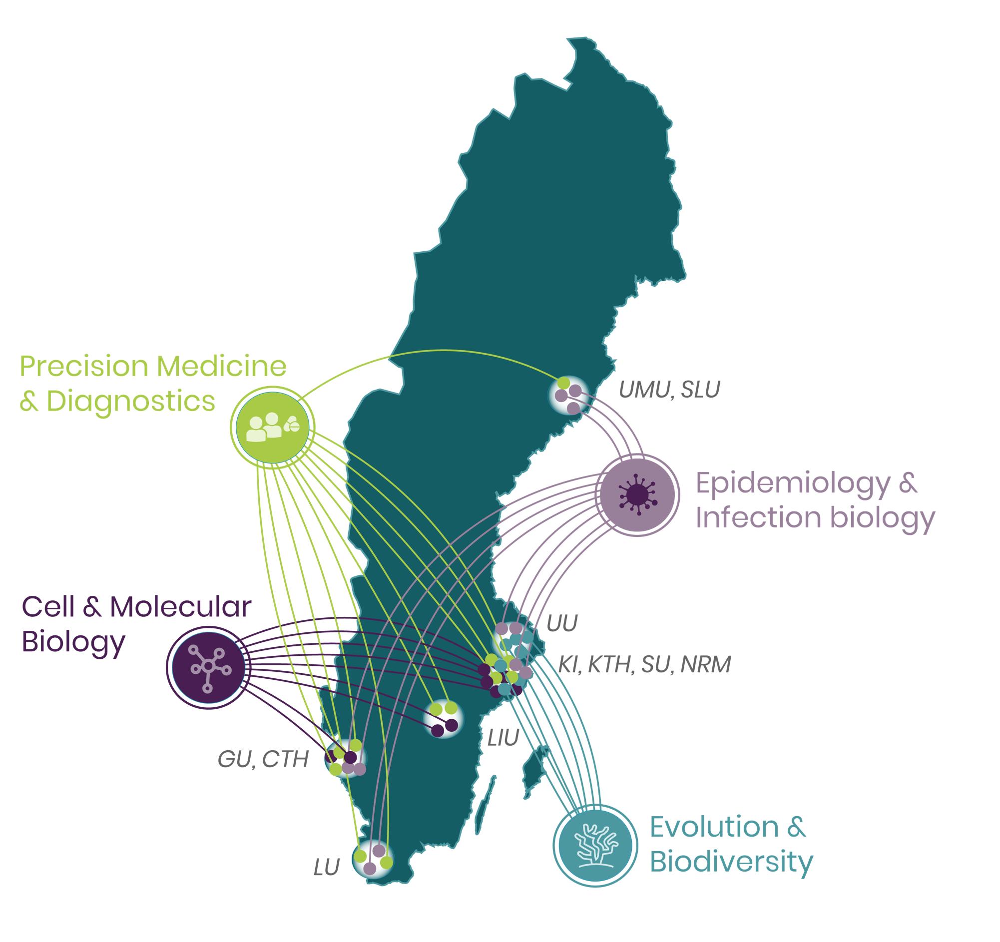 Precision Medicine
& Diagnostics
UMU, SLU
Epidemiology &
Infection biology
Cell & Molecular
Biology
UU
KI, KTH, SU, NRM
LIU
GU, CTH
Evolution &
Biodiversity
LU